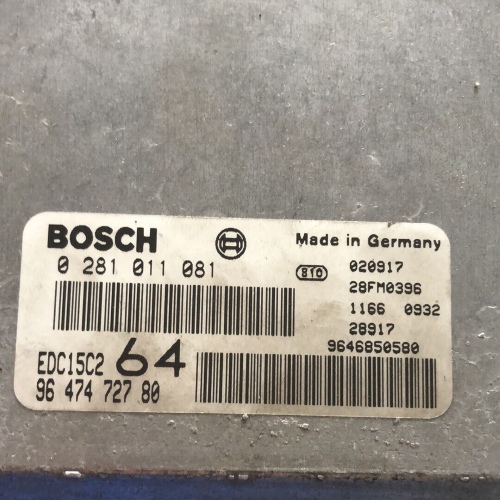 BOSCH
Made in Germany
0 281 011 081
810
020917
28FM0396
1166 0932
28917
9646850580
EDC15C2 64
96 474 727 80